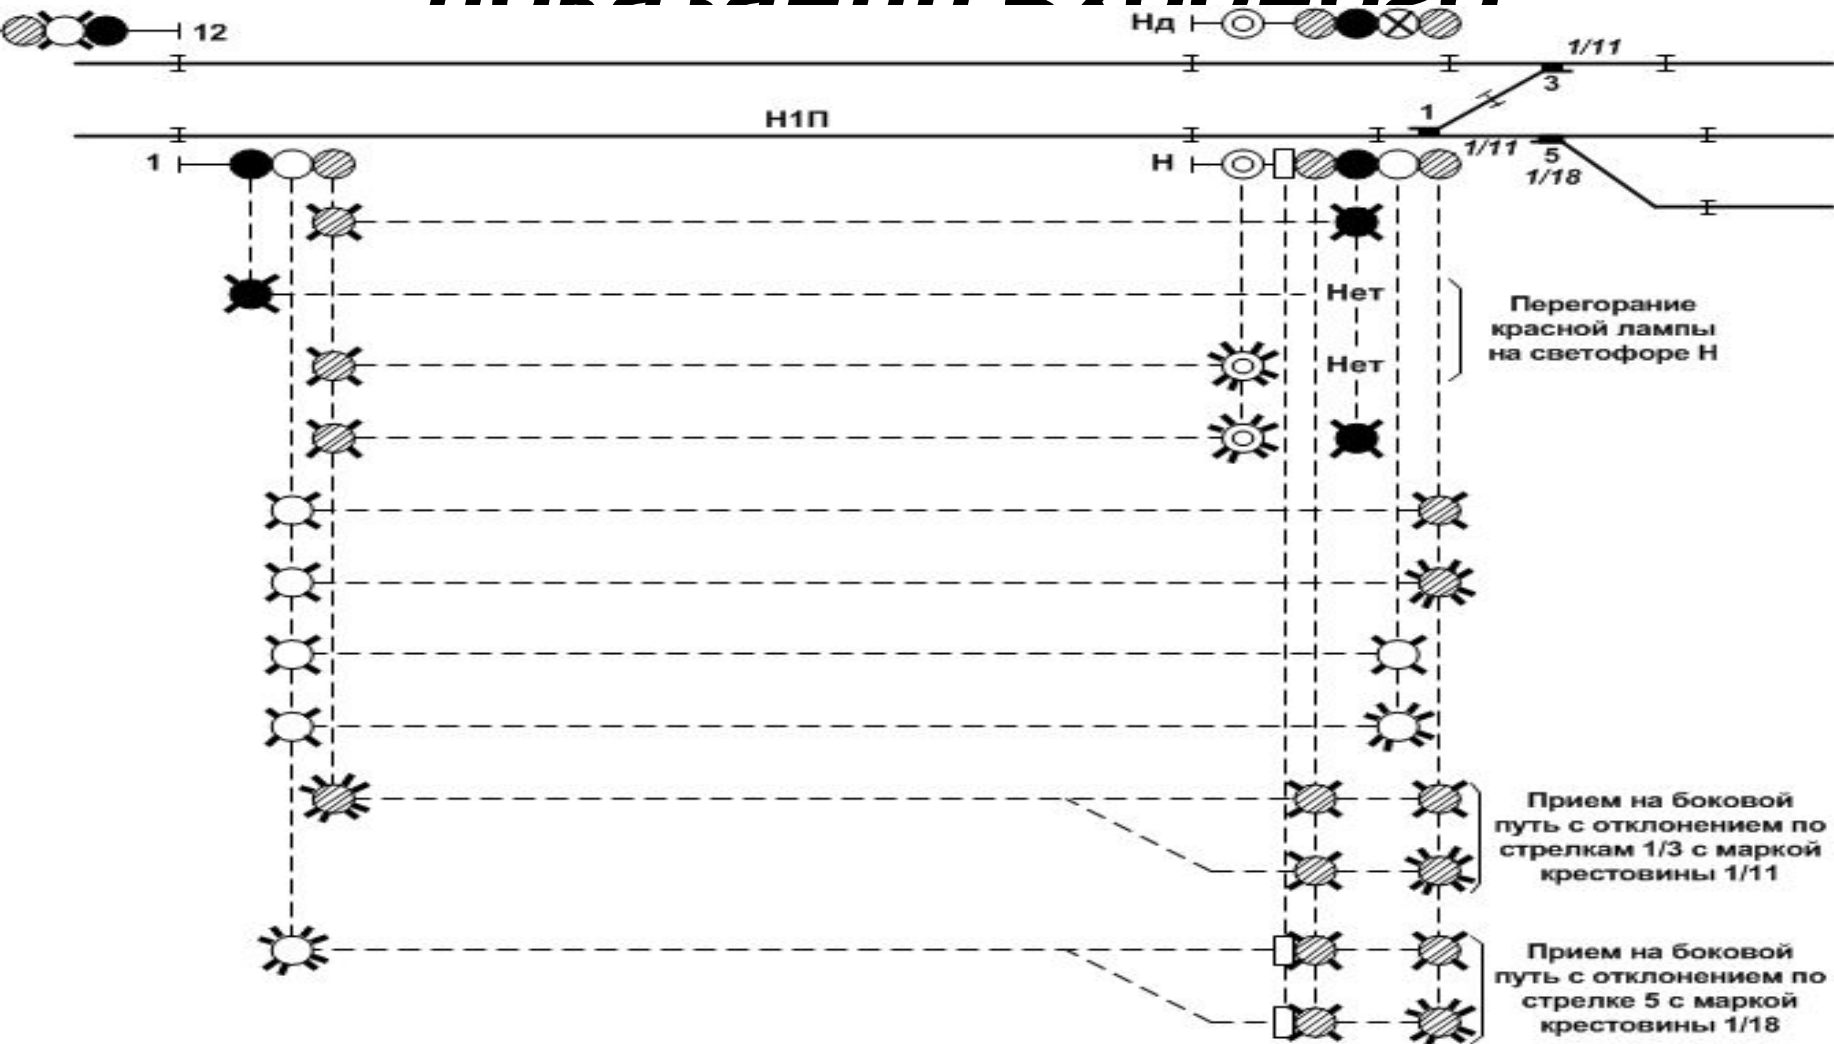 12
Нд
1/11
3
Н1П
1
1
Н
1/11
5
1/18
Нет
Перегорание
красной лампы
на светофоре Н
Нет
Прием на боковой
путь с отклонением по
стрелкам 1/3 с маркой
крестовины 1/11
Прием на боковой
путь с отклонением по
стрелке 5 с маркой
крестовины 1/18